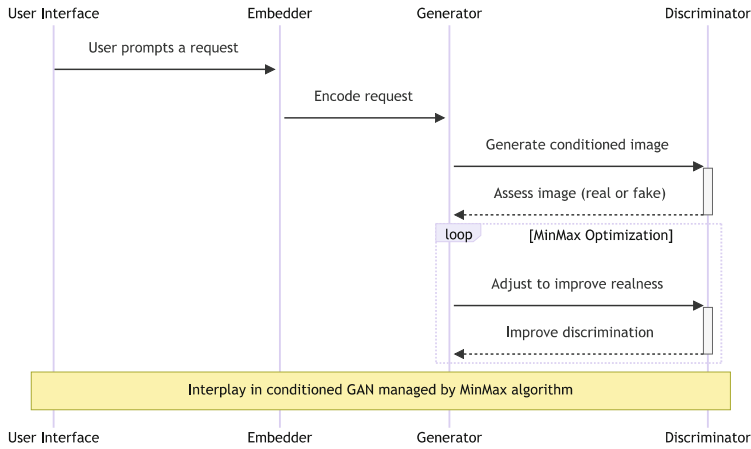 User Interface Embedder Generator Discriminator
User prompts a request
Encode request
Generate conditioned image
Assess image (real or fake)
loop [MinMax Optimization]
Adjust to improve realness
Improve discrimination
Interplay in conditioned GAN managed by MinMax algorithm
User Interface Embedder Generator Discriminator